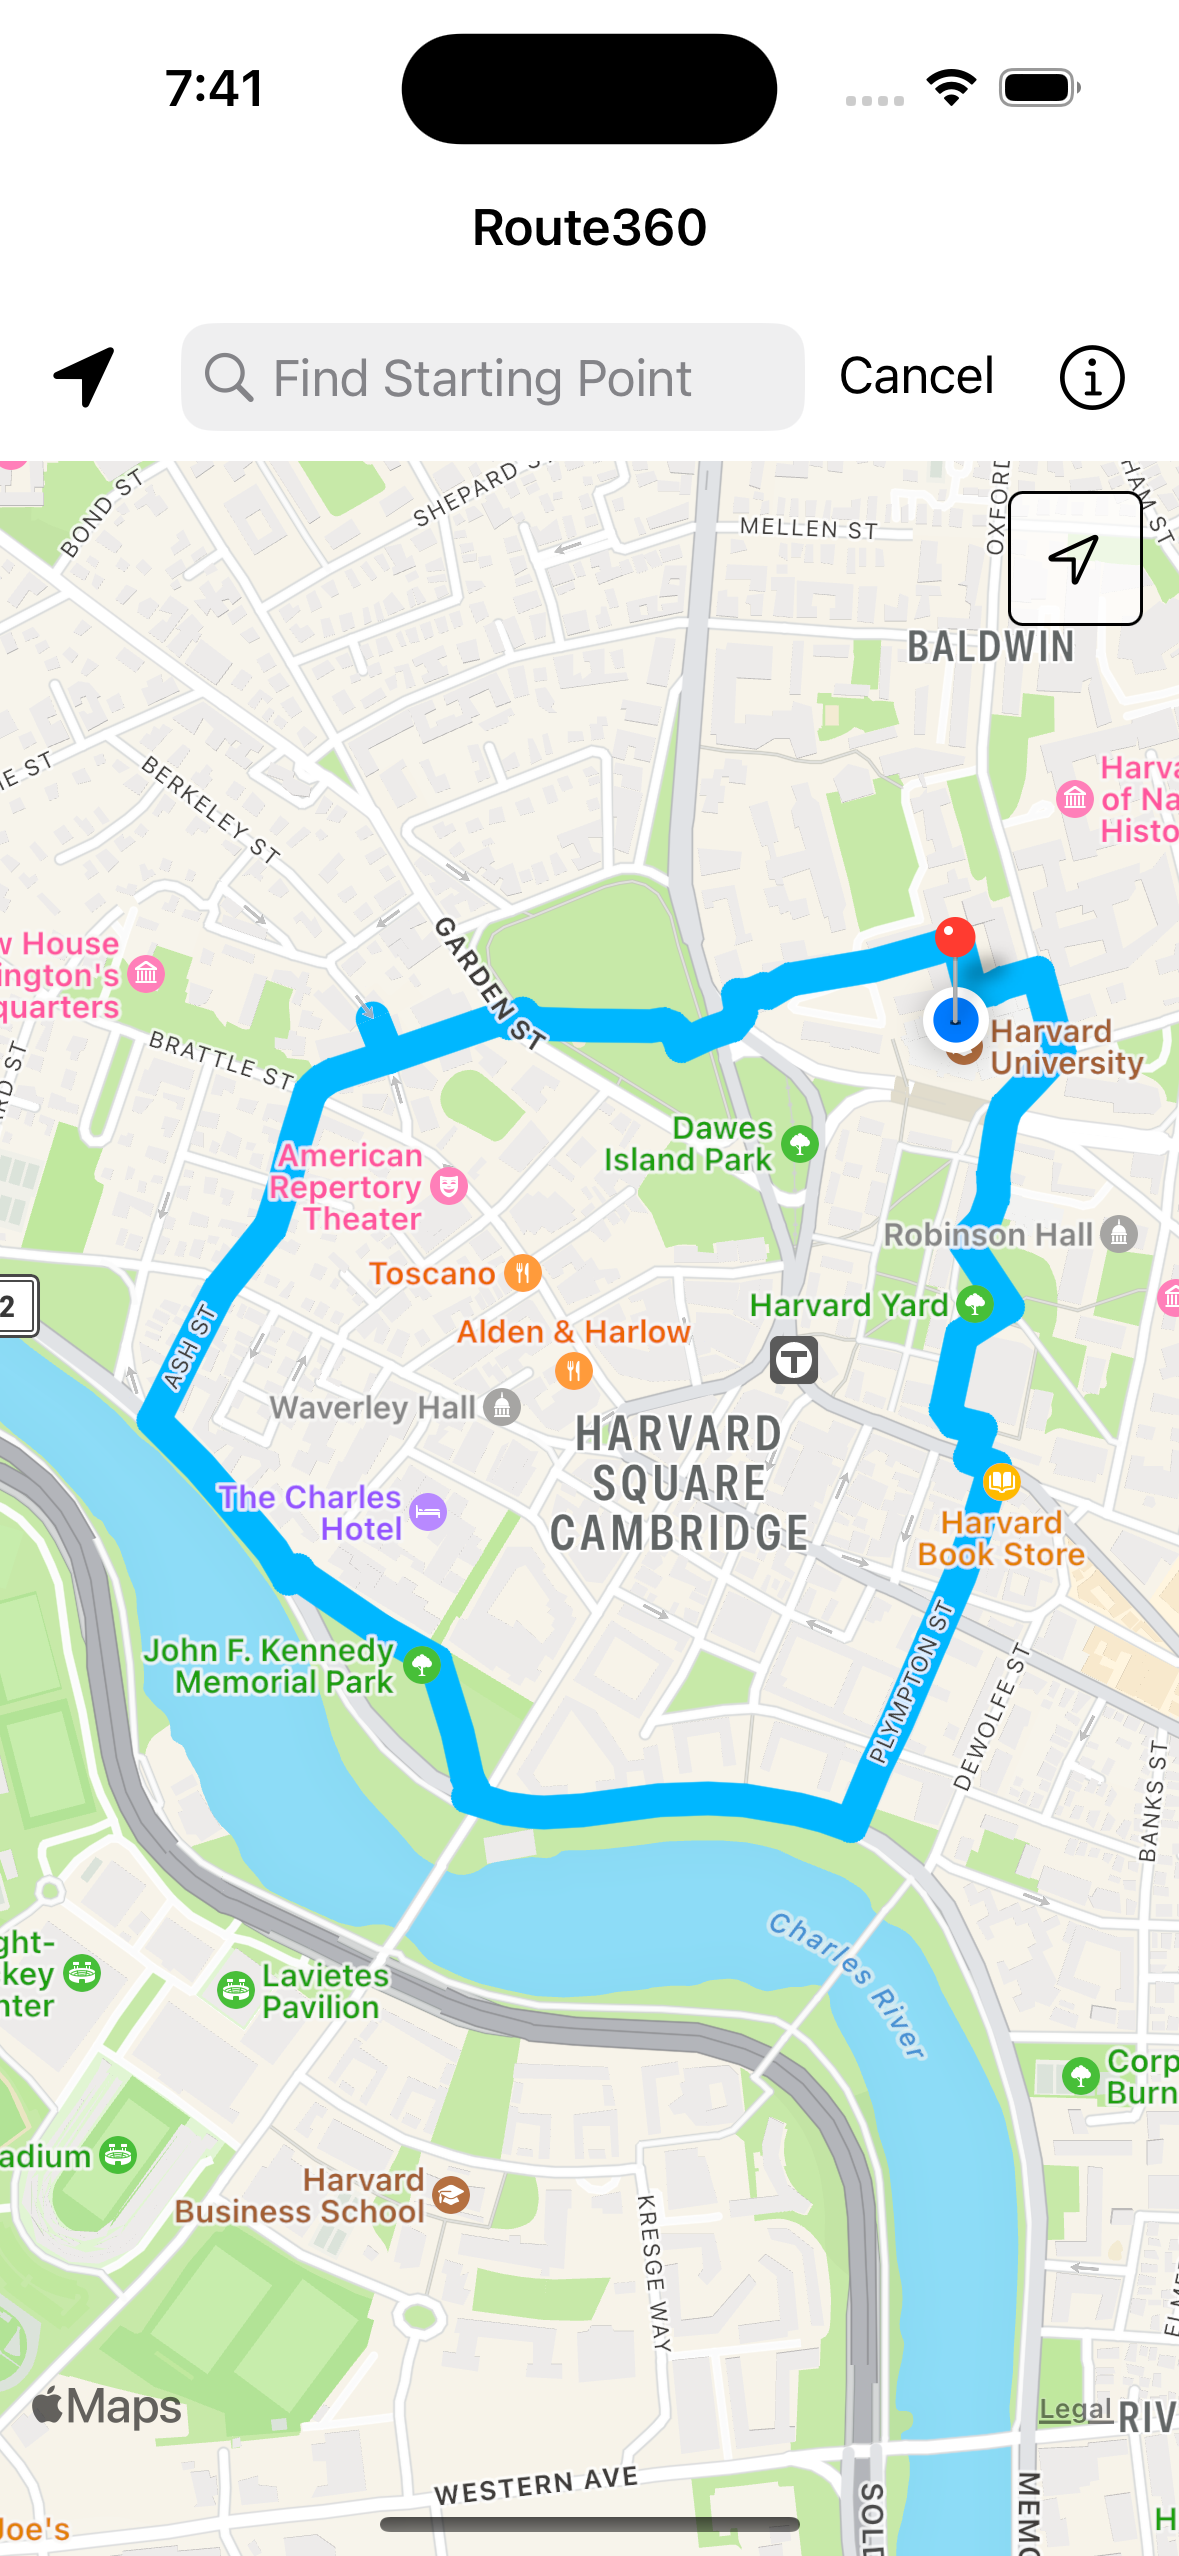 7:41
Route360
Find Starting Point
Cancel
BOND ST
SHEPARD ST
MELLEN ST
OXFORD
HAM ST
BALDWIN
IE ST
BERKELEY ST
Harva
of Na
Histo
GARDEN ST
w House
ington's
quarters
BRATTLE ST
RD ST
Harvard
University
Dawes
Island Park
American
Repertory
Theater
Robinson Hall
Toscano
Harvard Yard
2
ASH ST
Alden & Harlow
T
Waverley Hall
HARVARD
SQUARE
CAMBRIDGE
The Charles
Hotel
Harvard
Book Store
John F. Kennedy
Memorial Park
PLYMPTON ST
DEWOLFE ST
BANKS ST
Charles River
ght-
key
nter
Lavietes
Pavilion
Corp
Burn
adium
Harvard
Business School
KRESGE WAY
ELME
Maps
Legal
RIV
WESTERN AVE
SOLD
MEMO
Joe's
H